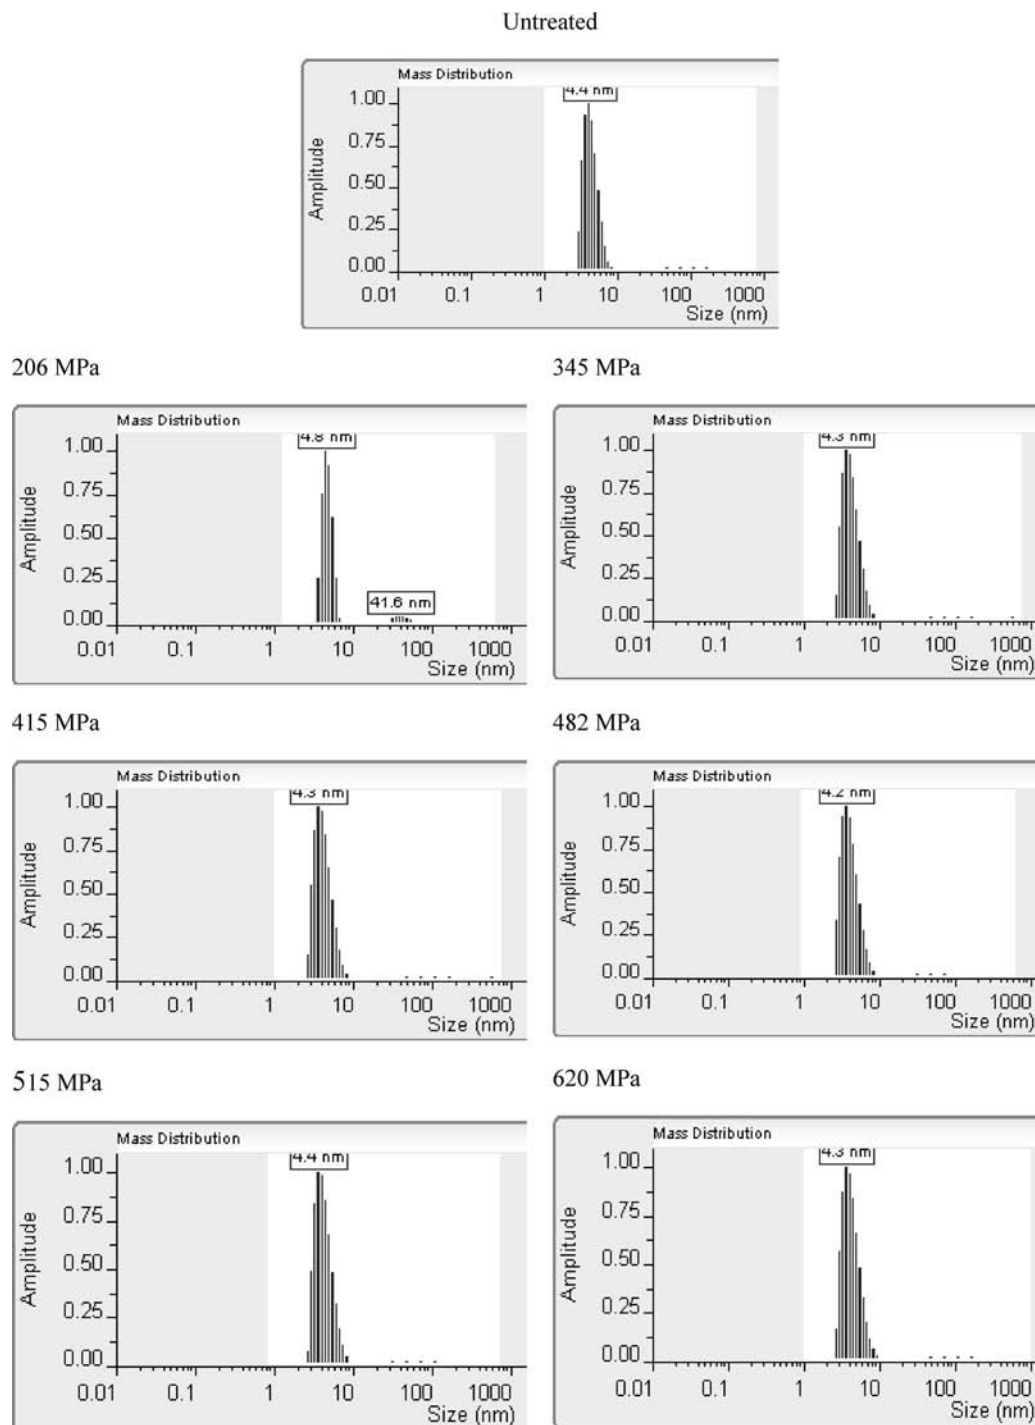 Untreated
Mass Distribution
4.4 nm
1.00
0.75
0.50
0.25
0.00
Amplitude
0.01 0.1 1 10 100 1000
Size (nm)
206 MPa
Mass Distribution
4.8 nm
1.00
0.75
0.50
0.25
0.00
Amplitude
41.6 nm
0.01 0.1 1 10 100 1000
Size (nm)
345 MPa
Mass Distribution
4.3 nm
1.00
0.75
0.50
0.25
0.00
Amplitude
0.01 0.1 1 10 100 1000
Size (nm)
415 MPa
Mass Distribution
4.3 nm
1.00
0.75
0.50
0.25
0.00
Amplitude
0.01 0.1 1 10 100 1000
Size (nm)
482 MPa
Mass Distribution
4.2 nm
1.00
0.75
0.50
0.25
0.00
Amplitude
0.01 0.1 1 10 100 1000
Size (nm)
515 MPa
Mass Distribution
4.4 nm
1.00
0.75
0.50
0.25
0.00
Amplitude
0.01 0.1 1 10 100 1000
Size (nm)
620 MPa
Mass Distribution
4.3 nm
1.00
0.75
0.50
0.25
0.00
Amplitude
0.01 0.1 1 10 100 1000
Size (nm)